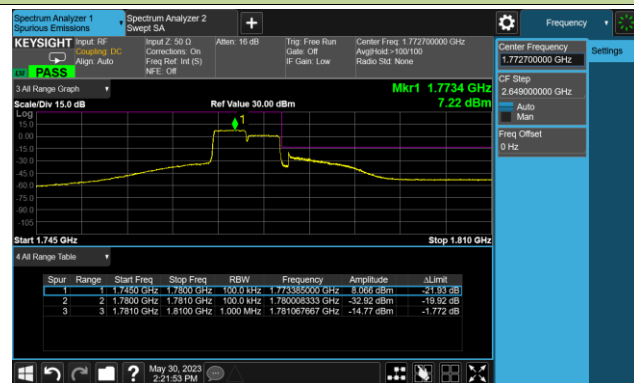 Spectrum Analyzer 1
Spurious Emissions
Spectrum Analyzer 2
Swept SA
Frequency
KEYSIGHT
Input: RF
Coupling: DC
Align: Auto
Input Z: 50 Ω
Corrections: On
Freq Ref: Int (S)
NFE: Off
Atten: 16 dB
Trig: Free Run
Gate: Off
IF Gain: Low
Center Freq: 1.772700000 GHz
Avg|Hold:>100/100
Radio Std: None
PASS
Center Frequency
1.772700000 GHz
Settings
CF Step
2.649000000 GHz
Auto
Man
Freq Offset
0 Hz
3 All Range Graph
Mkr1 1.7734 GHz
Scale/Div 15.0 dB
Ref Value 30.00 dBm
7.22 dBm
Log
1
15.0
0.00
-15.0
-30.0
-45.0
-60.0
-75.0
-90.0
-105
Start 1.745 GHz
Stop 1.810 GHz
4 All Range Table
Spur Range Start Freq Stop Freq RBW Frequency Amplitude ΔLimit
1 1 1.7450 GHz 1.7800 GHz 100.0 kHz 1.773385000 GHz 8.066 dBm -21.93 dB
2 2 1.7800 GHz 1.7810 GHz 100.0 kHz 1.780008333 GHz -32.92 dBm -19.92 dB
3 3 1.7810 GHz 1.8100 GHz 1.000 MHz 1.781067667 GHz -14.77 dBm -1.772 dB
May 30, 2023
2:21:53 PM